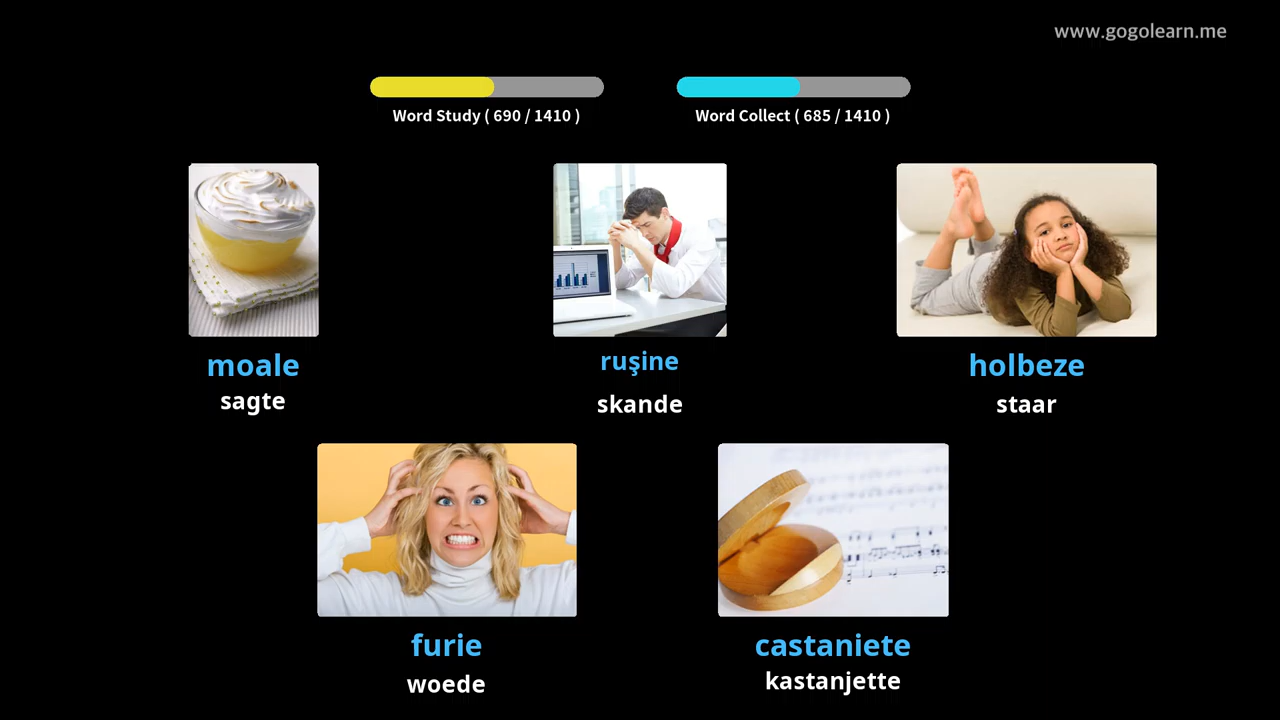 www.gogolearn.me
Word Study ( 690 / 1410 )
Word Collect ( 685 / 1410 )
moale
sagte
ruşine
skande
holbeze
staar
furie
woede
castaniete
kastanjette